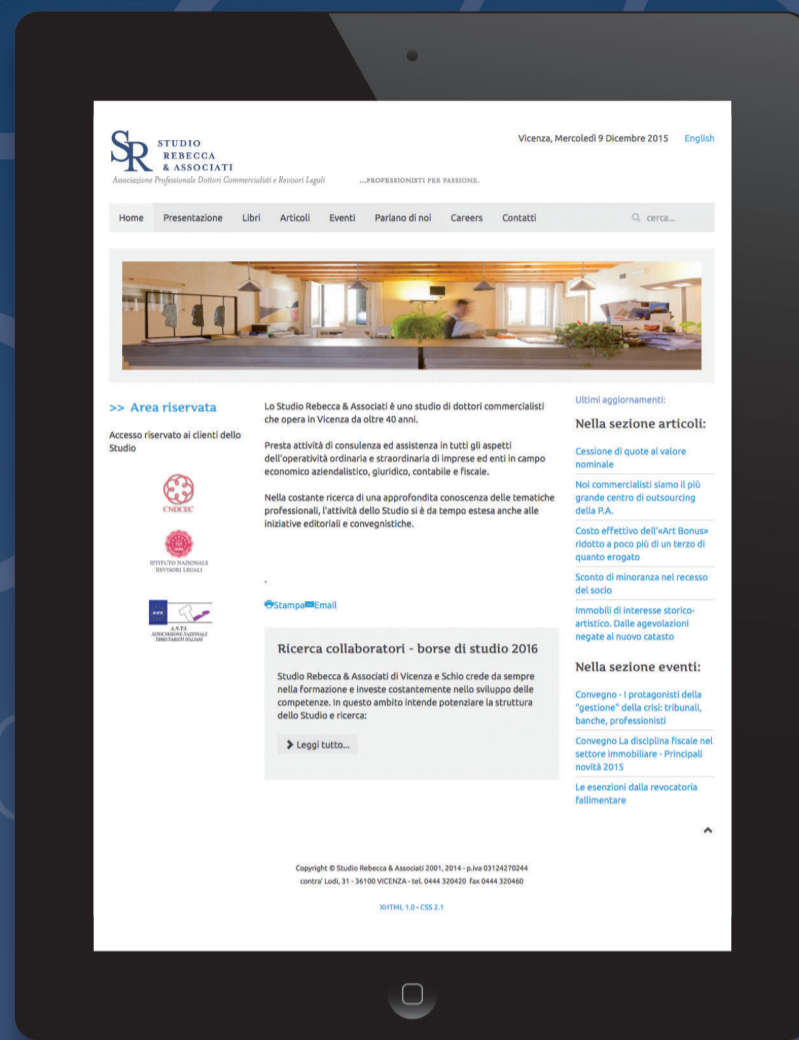 STUDIO
REBECCA
& ASSOCIATI
SR
Associazione Professionale Dottori Commercialisti e Revisori Legali
...PROFESSIONISTI PER PASSIONE.
Vicenza, Mercoledì 9 Dicembre 2015 English
Home Presentazione Libri Articoli Eventi Parlano di noi Careers Contatti cerca...
>> Area riservata
Accesso riservato ai clienti dello
Studio
CNDCEC
ISTITUTO NAZIONALE
REVISORI LEGALI
A.N.T.I.
ASSOCIAZIONE NAZIONALE
TRIBUTARISTI ITALIANI
Lo Studio Rebecca & Associati è uno studio di dottori commercialisti
che opera in Vicenza da oltre 40 anni.
Presta attività di consulenza ed assistenza in tutti gli aspetti
dell'operatività ordinaria e straordinaria di imprese ed enti in campo
economico aziendalistico, giuridico, contabile e fiscale.
Nella costante ricerca di una approfondita conoscenza delle tematiche
professionali, l'attività dello Studio si è da tempo estesa anche alle
iniziative editoriali e convegnistiche.
.
Stampa Email
Ricerca collaboratori - borse di studio 2016
Studio Rebecca & Associati di Vicenza e Schio crede da sempre
nella formazione e investe costantemente nello sviluppo delle
competenze. In questo ambito intende potenziare la struttura
dello Studio e ricerca:
Leggi tutto...
Ultimi aggiornamenti:
Nella sezione articoli:
Cessione di quote al valore
nominale
Noi commercialisti siamo il più
grande centro di outsourcing
della P.A.
Costo effettivo dell'«Art Bonus»
ridotto a poco più di un terzo di
quanto erogato
Sconto di minoranza nel recesso
del socio
Immobili di interesse storico-
artistico. Dalle agevolazioni
negate al nuovo catasto
Nella sezione eventi:
Convegno - I protagonisti della
"gestione" della crisi: tribunali,
banche, professionisti
Convegno La disciplina fiscale nel
settore immobiliare - Principali
novità 2015
Le esenzioni dalla revocatoria
fallimentare
Copyright © Studio Rebecca & Associati 2001, 2014 - p.iva 03124270244
contra' Lodi, 31 - 36100 VICENZA - tel. 0444 320420 fax 0444 320460
XHTML 1.0 • CSS 2.1